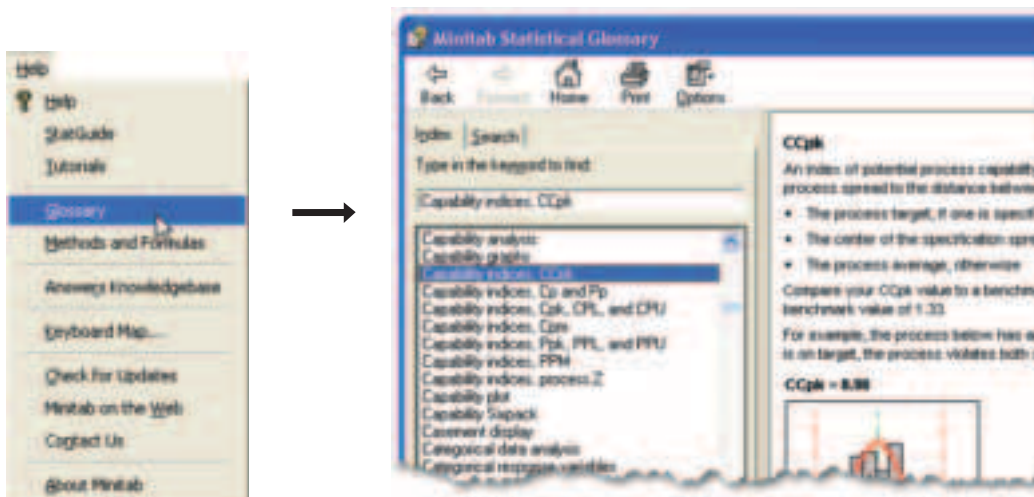 Help
Help
StatGuide
Tutorials
Glossary
Methods and Formulas
Answers Knowledgebase
Keyboard Map...
Check for Updates
Minitab on the Web
Contact Us
About Minitab
Minitab Statistical Glossary
Back Forward Home Print Options
Index Search
Type in the keyword to find:
Capability indices, CCpk
Capability analysis
Capability graphs
Capability indices, CCpk
Capability indices, Cp and Pp
Capability indices, Cpk, CPL, and CPU
Capability indices, Cpm
Capability indices, Ppk, PPL, and PPU
Capability indices, PPM
Capability indices, process Z
Capability plot
Capability Sixpack
Casement display
Categorical data analysis
Categorical response variables
CCpk
An index of potential process capability
process spread to the distance between
• The process target, if one is
• The center of the specification
• The process average, otherwise
Compare your CCpk value to a
benchmark value of 1.33.
For example, the process below has
is on target, the process violates both